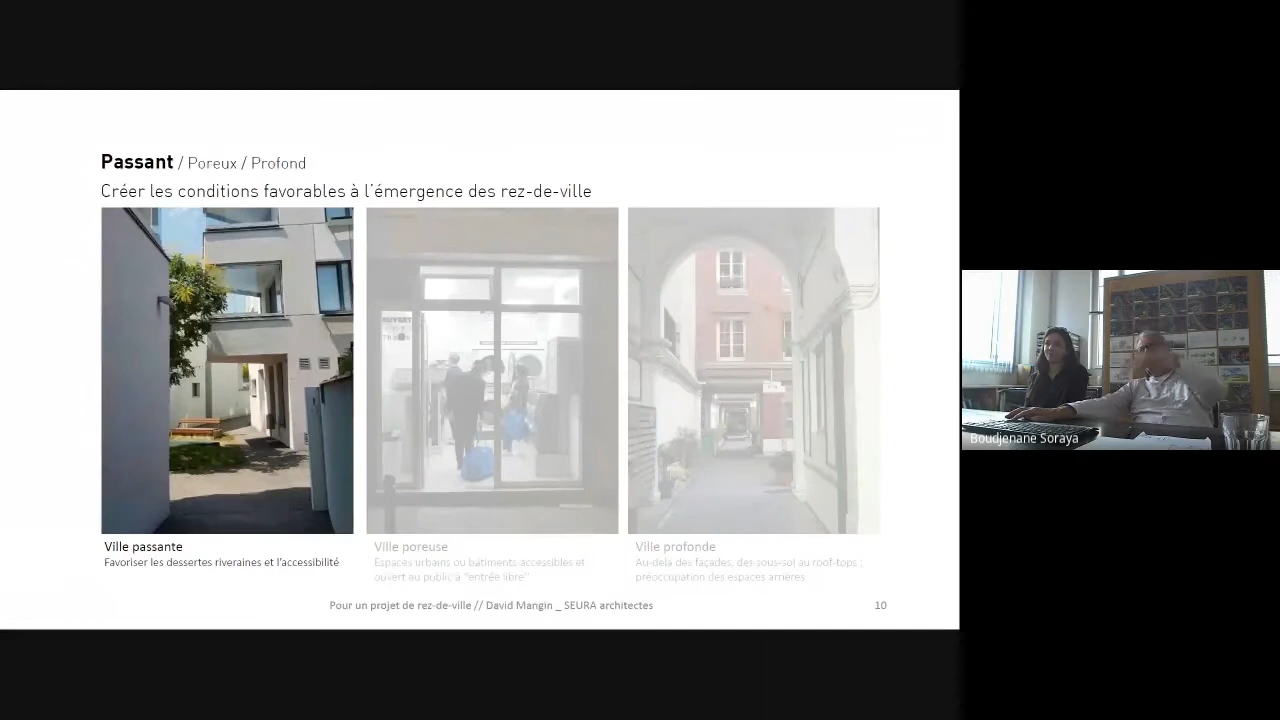 Passant / Poreux / Profond
Créer les conditions favorables à l'émergence des rez-de-ville
Ville passante
Favoriser les dessertes riveraines et l'accessibilité
Ville poreuse
Espaces urbains ou bâtiments accessibles et
ouvert au public à "entrée libre"
Ville profonde
Au-delà des façades, des sous-sol au roof-tops :
préoccupation des espaces arrières
Pour un projet de rez-de-ville // David Mangin _ SEURA architectes
10
Boudjenane Soraya